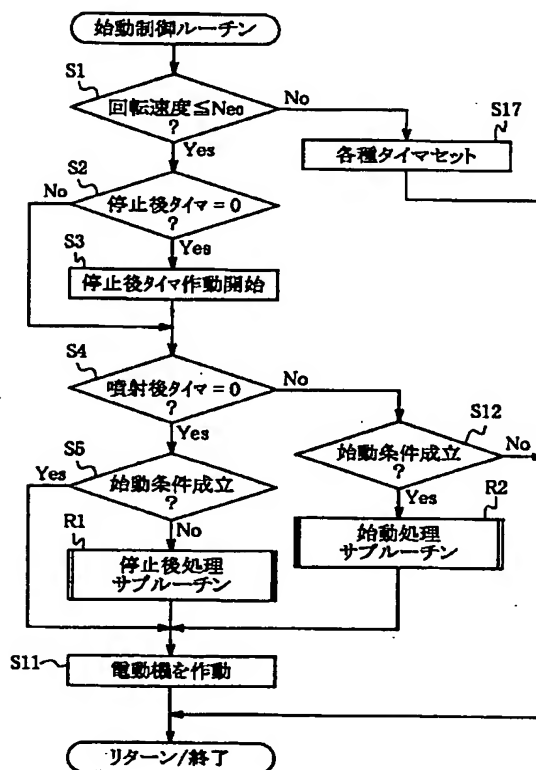 始動制御ルーチン
S1
回転速度≦Neo
?
No
Yes
S17
各種タイマセット
S2
No
停止後タイマ=0
?
Yes
S3
停止後タイマ作動開始
S4
噴射後タイマ=0
?
No
Yes
S5
Yes
始動条件成立
?
No
S12
始動条件成立
?
No
Yes
R1
停止後処理
サブルーチン
R2
始動処理
サブルーチン
S11
電動機を作動
リターン/終了